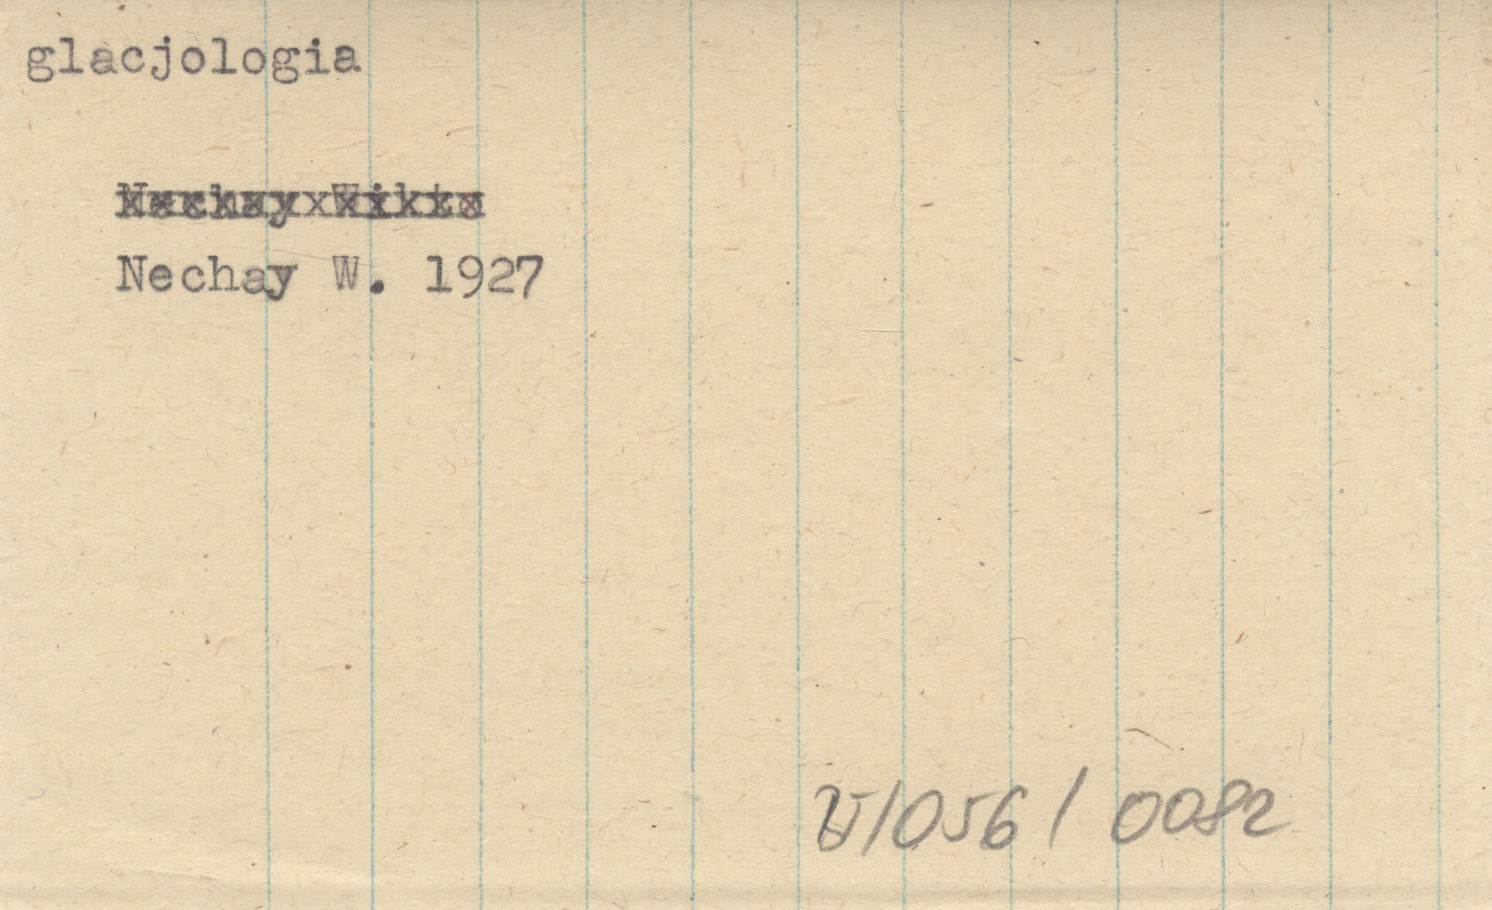 glacjologia
Nechay W. 1927
/056/0082